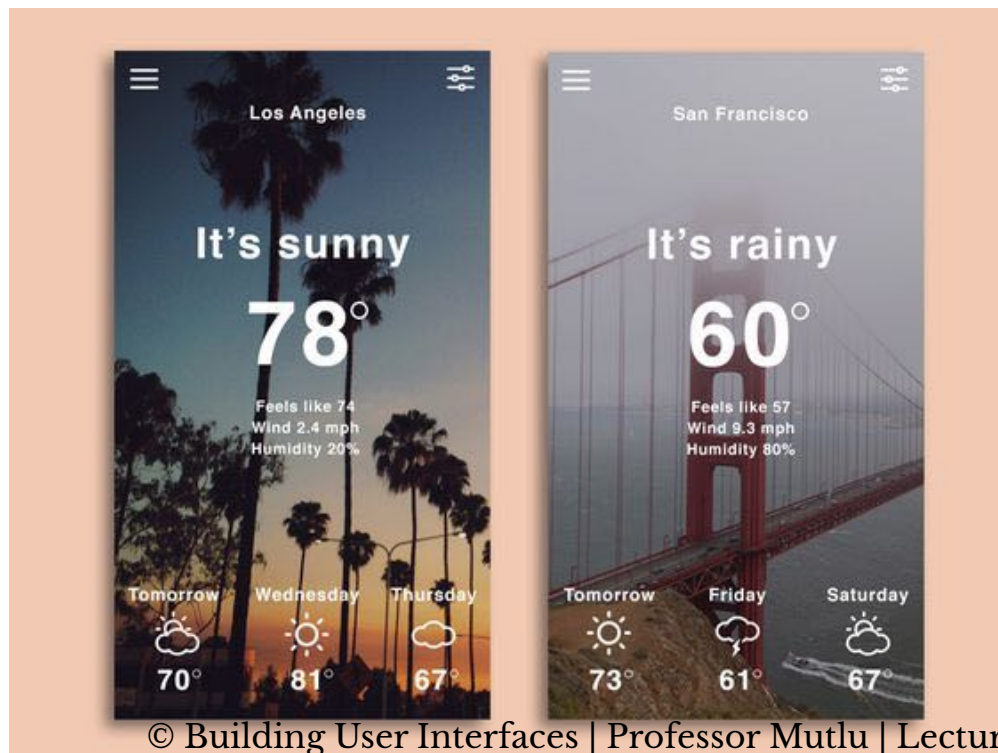 Los Angeles
It's sunny
78°
Feels like 74
Wind 2.4 mph
Humidity 20%
Tomorrow Wednesday Thursday
70° 81° 67°
San Francisco
It's rainy
60°
Feels like 57
Wind 9.3 mph
Humidity 80%
Tomorrow Friday Saturday
73° 61° 67°
© Building User Interfaces | Professor Mutlu | Lectur